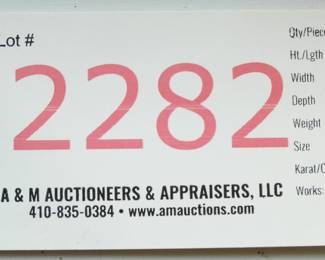 Lot #
2282
A & M AUCTIONEERS & APPRAISERS, LLC
410-835-0384 • www.amauctions.com
Qty/Piece
Ht./Lgth
Width
Depth
Weight
Size
Karat/C
Works: